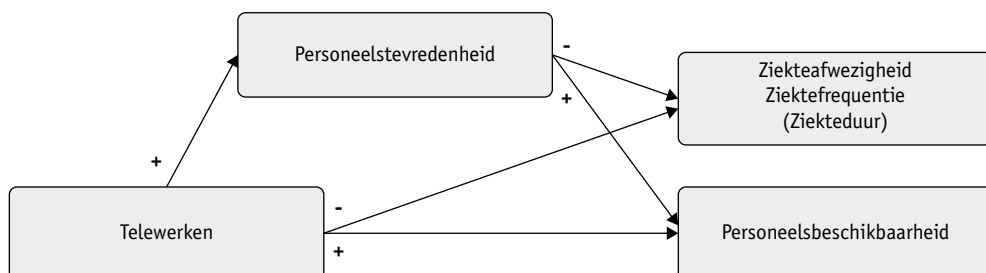 Personeelstevredenheid
-
+
Ziekteafwezigheid
Ziektefrequentie
(Ziekteduur)
+
Telewerken
-
+
Personeelsbeschikbaarheid